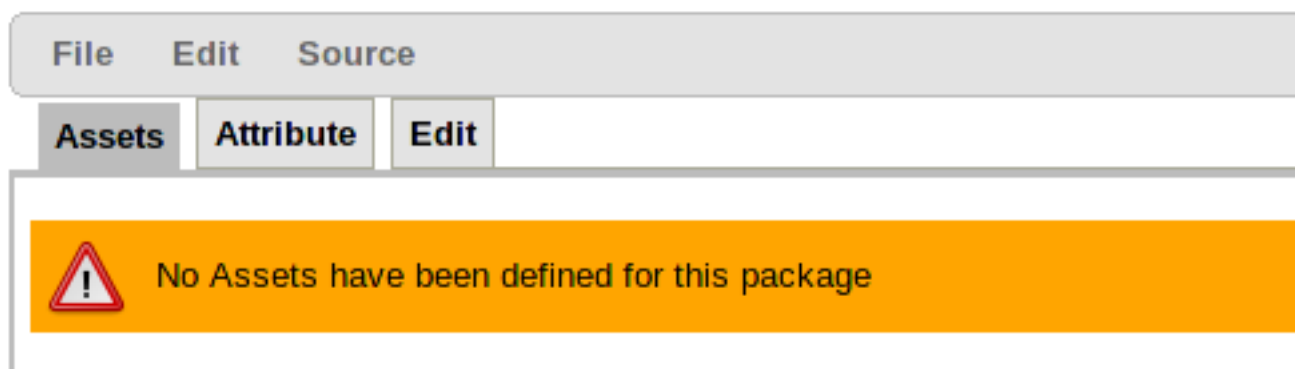 File Edit Source
Assets Attribute Edit
! No Assets have been defined for this package